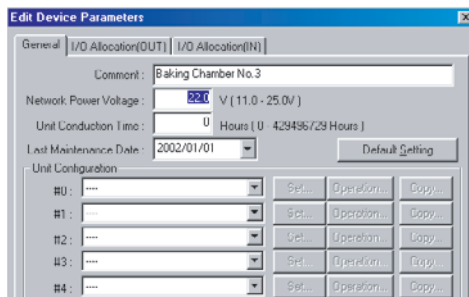 Edit Device Parameters
General I/O Allocation(OUT) I/O Allocation(IN)
Comment : Baking Chamber No.3
Network Power Voltage : 22.0 V ( 11.0 - 25.0V )
Unit Conduction Time : 0 Hours ( 0 - 429496729 Hours )
Last Maintenance Date : 2002/01/01 Default Setting
Unit Configuration
#0 : ---- Set... Operation... Copy...
#1 : ---- Set... Operation... Copy...
#2 : ---- Set... Operation... Copy...
#3 : ---- Set... Operation... Copy...
#4 : ---- Set... Operation... Copy...